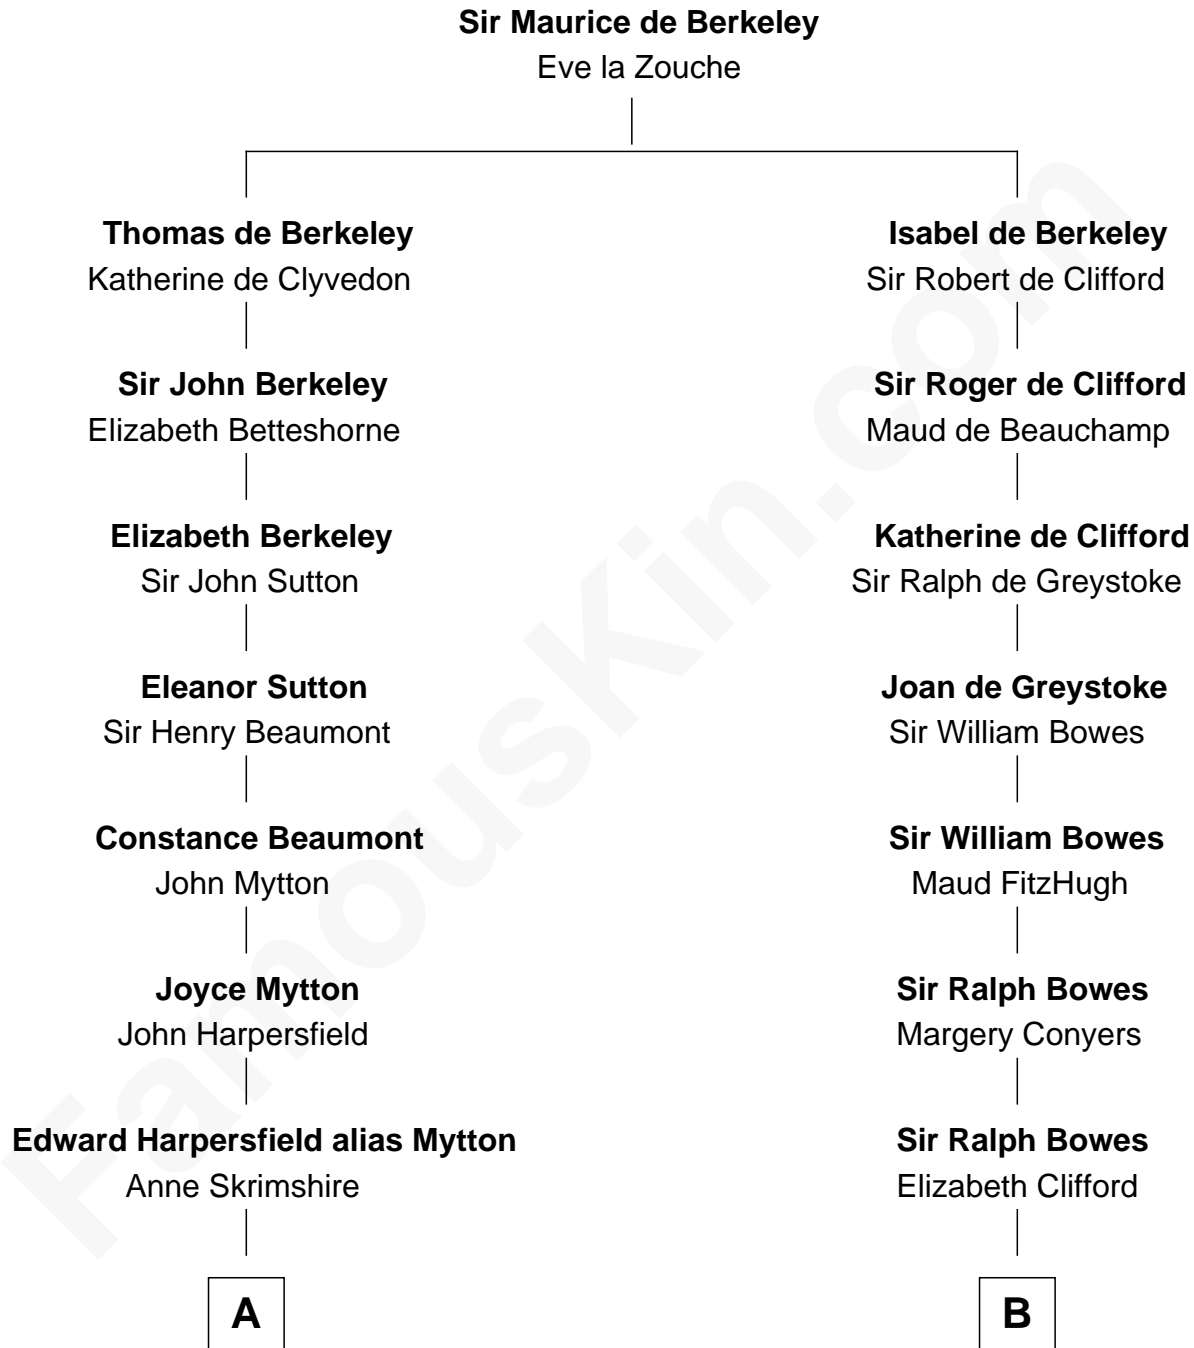 Sir Maurice de Berkeley
Eve la Zouche
Thomas de Berkeley
Katherine de Clyvedon
Isabel de Berkeley
Sir Robert de Clifford
Sir John Berkeley
Elizabeth Betteshorne
Sir Roger de Clifford
Maud de Beauchamp
Elizabeth Berkeley
Sir John Sutton
Katherine de Clifford
Sir Ralph de Greystoke
Eleanor Sutton
Sir Henry Beaumont
Joan de Greystoke
Sir William Bowes
Constance Beaumont
John Mytton
Sir William Bowes
Maud FitzHugh
Joyce Mytton
John Harpersfield
Sir Ralph Bowes
Margery Conyers
Edward Harpersfield alias Mytton
Anne Skrimshire
Sir Ralph Bowes
Elizabeth Clifford
A
B
FamousKin.com